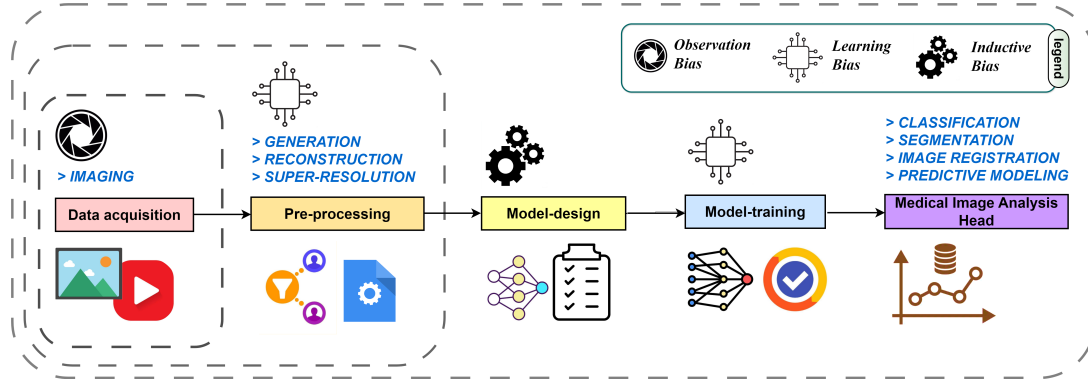 Observation
Bias
Learning
Bias
Inductive
Bias
legend
> IMAGING
> GENERATION
> RECONSTRUCTION
> SUPER-RESOLUTION
> CLASSIFICATION
> SEGMENTATION
> IMAGE REGISTRATION
> PREDICTIVE MODELING
Data acquisition
Pre-processing
Model-design
Model-training
Medical Image Analysis
Head